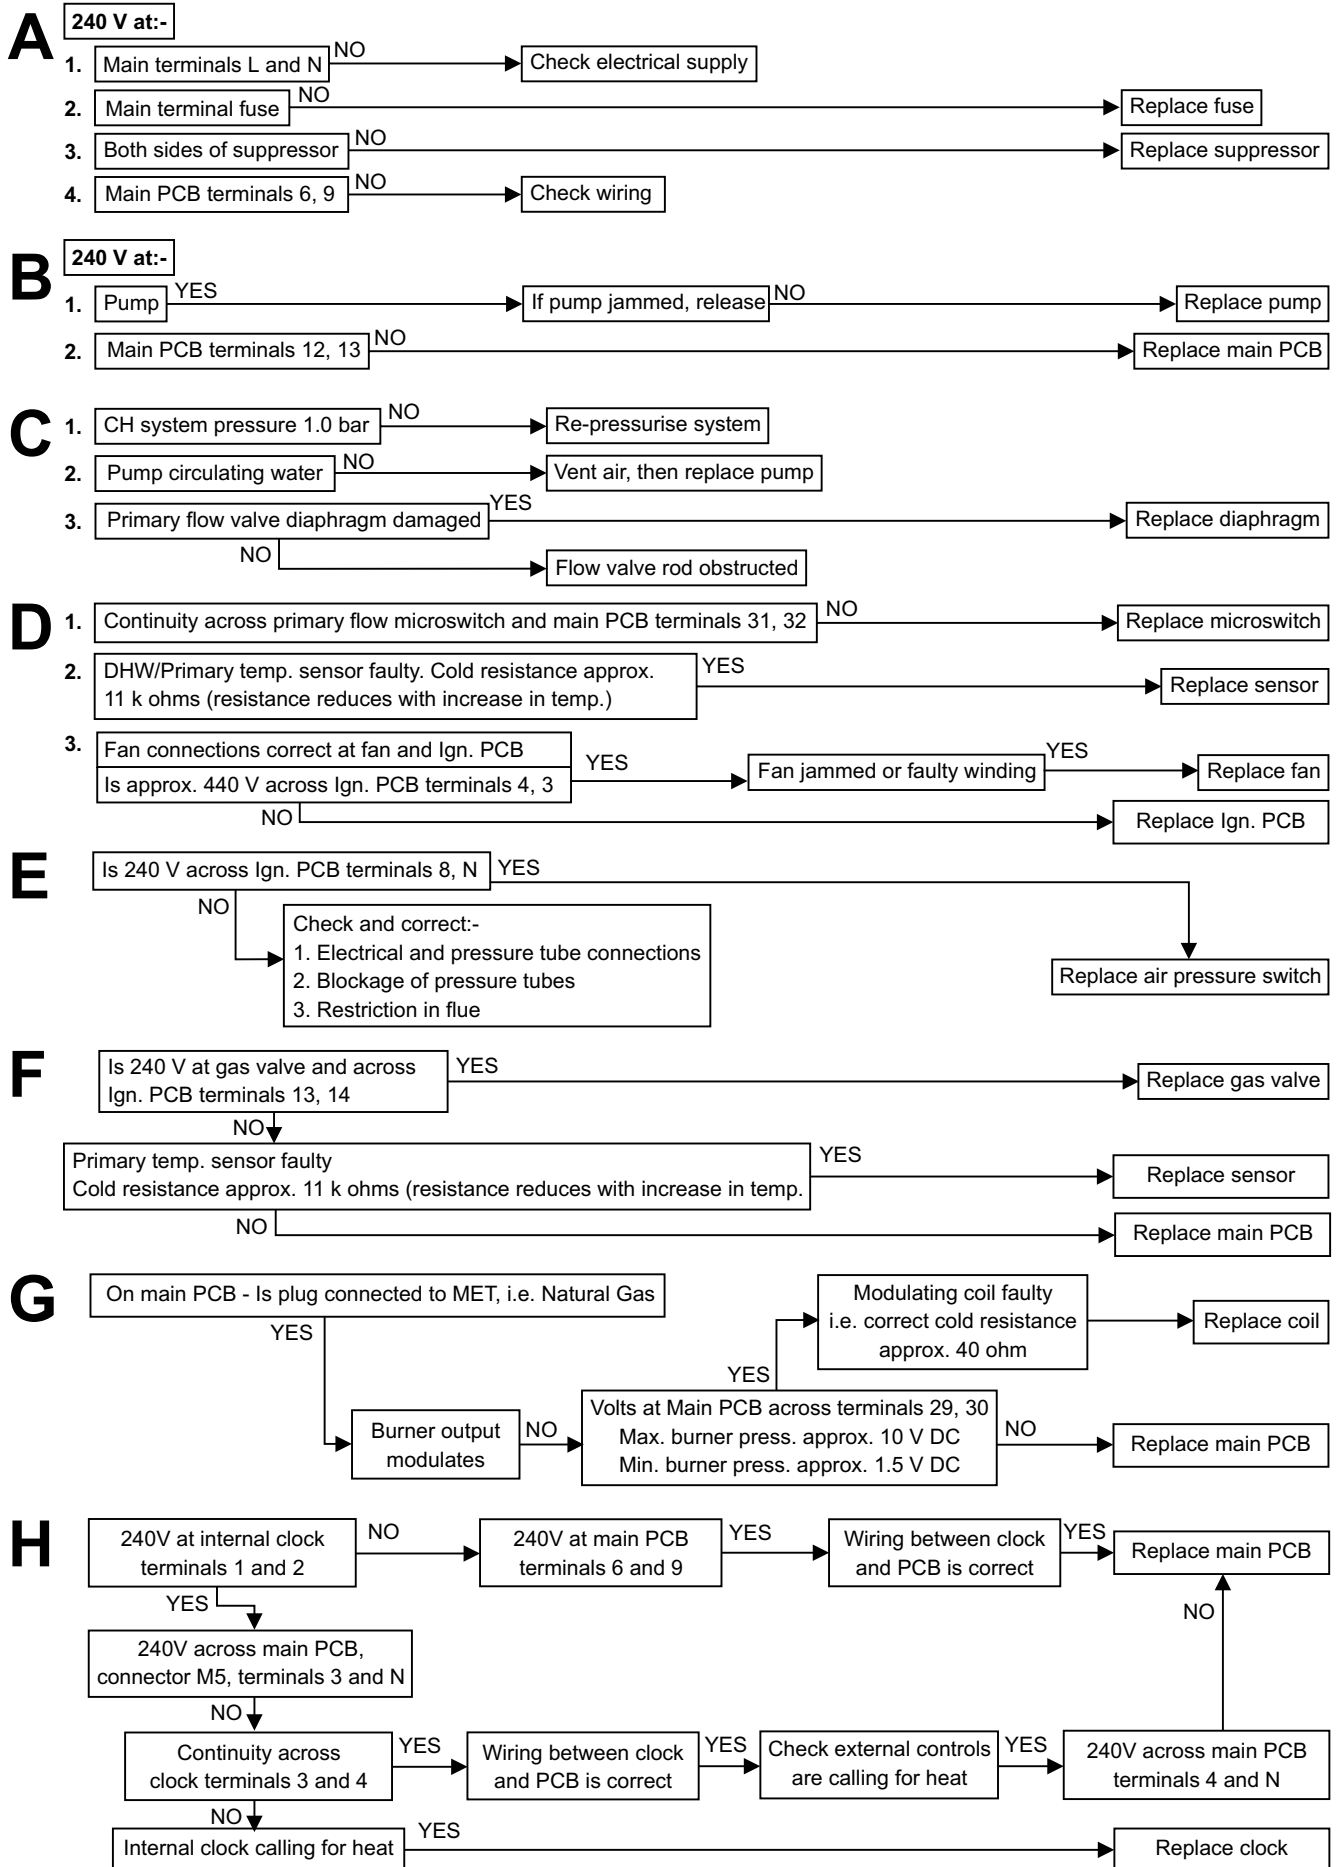 A
240 V at:-
1. Main terminals L and N NO Check electrical supply
2. Main terminal fuse NO Replace fuse
3. Both sides of suppressor NO Replace suppressor
4. Main PCB terminals 6, 9 NO Check wiring
B
240 V at:-
1. Pump YES If pump jammed, release NO Replace pump
2. Main PCB terminals 12, 13 NO Replace main PCB
C
1. CH system pressure 1.0 bar NO Re-pressurise system
2. Pump circulating water NO Vent air, then replace pump
3. Primary flow valve diaphragm damaged YES Replace diaphragm
NO Flow valve rod obstructed
D
1. Continuity across primary flow microswitch and main PCB terminals 31, 32 NO Replace microswitch
2. DHW/Primary temp. sensor faulty. Cold resistance approx.
11 k ohms (resistance reduces with increase in temp.)
YES Replace sensor
3. Fan connections correct at fan and Ign. PCB
Is approx. 440 V across Ign. PCB terminals 4, 3
YES Fan jammed or faulty winding YES Replace fan
NO Replace Ign. PCB
E
Is 240 V across Ign. PCB terminals 8, N YES
Replace air pressure switch
NO
Check and correct:-
1. Electrical and pressure tube connections
2. Blockage of pressure tubes
3. Restriction in flue
F
Is 240 V at gas valve and across
Ign. PCB terminals 13, 14
YES Replace gas valve
NO
Primary temp. sensor faulty
Cold resistance approx. 11 k ohms (resistance reduces with increase in temp.
YES Replace sensor
NO Replace main PCB
G
On main PCB - Is plug connected to MET, i.e. Natural Gas
YES
Burner output
modulates
NO
Volts at Main PCB across terminals 29, 30
Max. burner press. approx. 10 V DC
Min. burner press. approx. 1.5 V DC
YES
Modulating coil faulty
i.e. correct cold resistance
approx. 40 ohm
Replace coil
NO Replace main PCB
H
240V at internal clock
terminals 1 and 2
NO
240V at main PCB
terminals 6 and 9
YES
Wiring between clock
and PCB is correct
YES
Replace main PCB
YES
240V across main PCB,
connector M5, terminals 3 and N
NO
Continuity across
clock terminals 3 and 4
YES
Wiring between clock
and PCB is correct
YES
Check external controls
are calling for heat
YES
240V across main PCB
terminals 4 and N
NO
NO
Internal clock calling for heat YES Replace clock